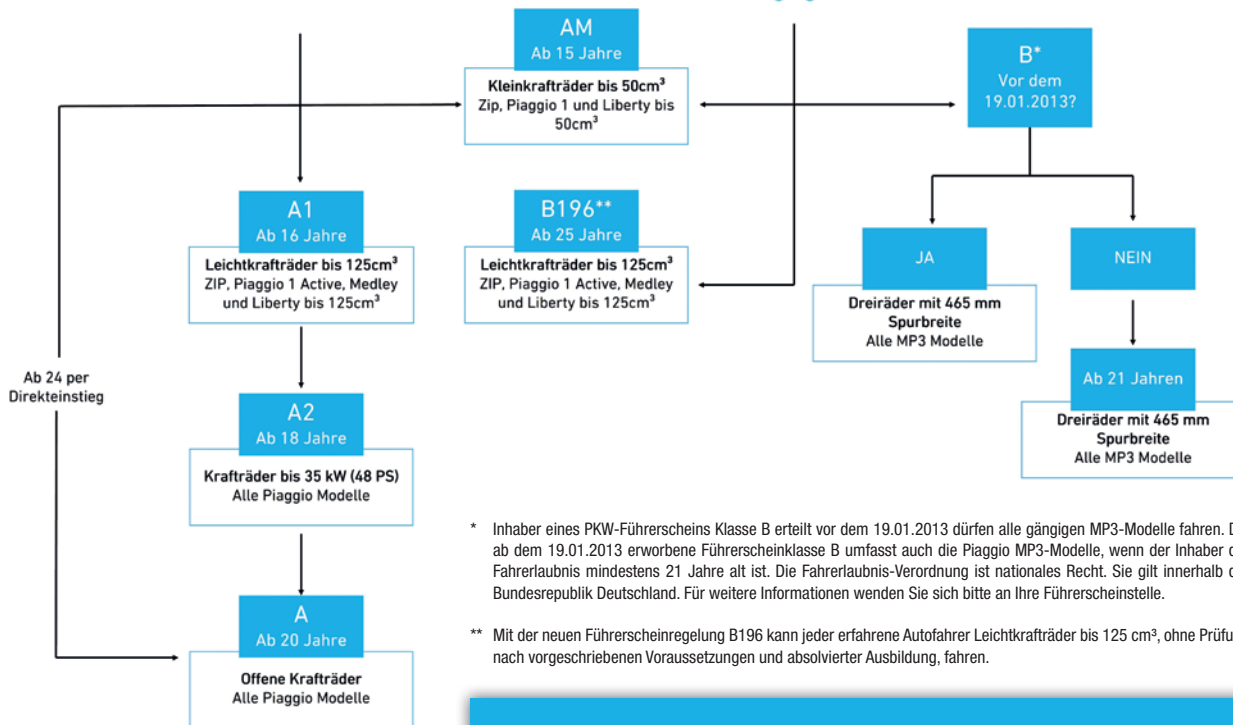 AM
Ab 15 Jahre
Kleinkrafträder bis 50cm³
Zip, Piaggio 1 und Liberty bis
50cm³
B*
Vor dem
19.01.2013?
A1
Ab 16 Jahre
Leichtkrafträder bis 125cm³
ZIP, Piaggio 1 Active, Medley
und Liberty bis 125cm³
B196**
Ab 25 Jahre
Leichtkrafträder bis 125cm³
ZIP, Piaggio 1 Active, Medley
und Liberty bis 125cm³
JA
Dreiräder mit 465 mm
Spurbreite
Alle MP3 Modelle
NEIN
Ab 21 Jahren
Dreiräder mit 465 mm
Spurbreite
Alle MP3 Modelle
Ab 24 per
Direkteinstieg
A2
Ab 18 Jahre
Krafträder bis 35 kW (48 PS)
Alle Piaggio Modelle
A
Ab 20 Jahre
Offene Krafträder
Alle Piaggio Modelle
* Inhaber eines PKW-Führerscheins Klasse B erteilt vor dem 19.01.2013 dürfen alle gängigen MP3-Modelle fahren.
ab dem 19.01.2013 erworbene Führerscheinklasse B umfasst auch die Piaggio MP3-Modelle, wenn der Inhaber
Fahrerlaubnis mindestens 21 Jahre alt ist. Die Fahrerlaubnis-Verordnung ist nationales Recht. Sie gilt innerhalb
Bundesrepublik Deutschland. Für weitere Informationen wenden Sie sich bitte an Ihre Führerscheinstelle.
** Mit der neuen Führerscheinregelung B196 kann jeder erfahrene Autofahrer Leichtkrafträder bis 125 cm³, ohne
nach vorgeschriebenen Voraussetzungen und absolvierter Ausbildung, fahren.